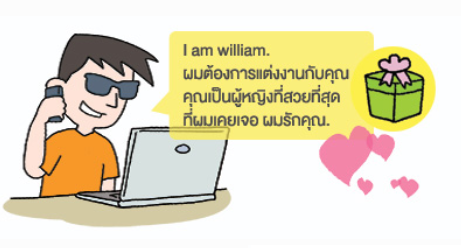 I am william.
ผมต้องการแต่งงานกับคุณ
คุณเป็นผู้หญิงที่สวยที่สุด
ที่ผมเคยเจอ ผมรักคุณ.